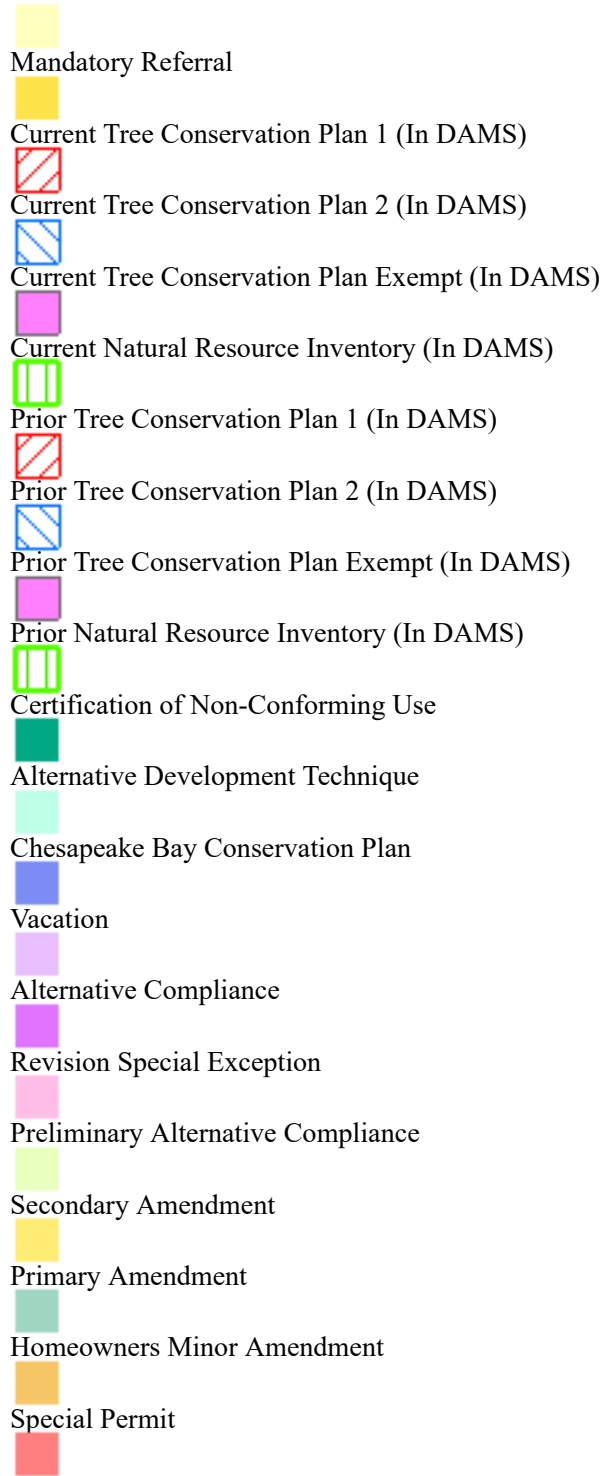 Mandatory Referral
Current Tree Conservation Plan 1 (In DAMS)
Current Tree Conservation Plan 2 (In DAMS)
Current Tree Conservation Plan Exempt (In DAMS)
Current Natural Resource Inventory (In DAMS)
Prior Tree Conservation Plan 1 (In DAMS)
Prior Tree Conservation Plan 2 (In DAMS)
Prior Tree Conservation Plan Exempt (In DAMS)
Prior Natural Resource Inventory (In DAMS)
Certification of Non-Conforming Use
Alternative Development Technique
Chesapeake Bay Conservation Plan
Vacation
Alternative Compliance
Revision Special Exception
Preliminary Alternative Compliance
Secondary Amendment
Primary Amendment
Homeowners Minor Amendment
Special Permit